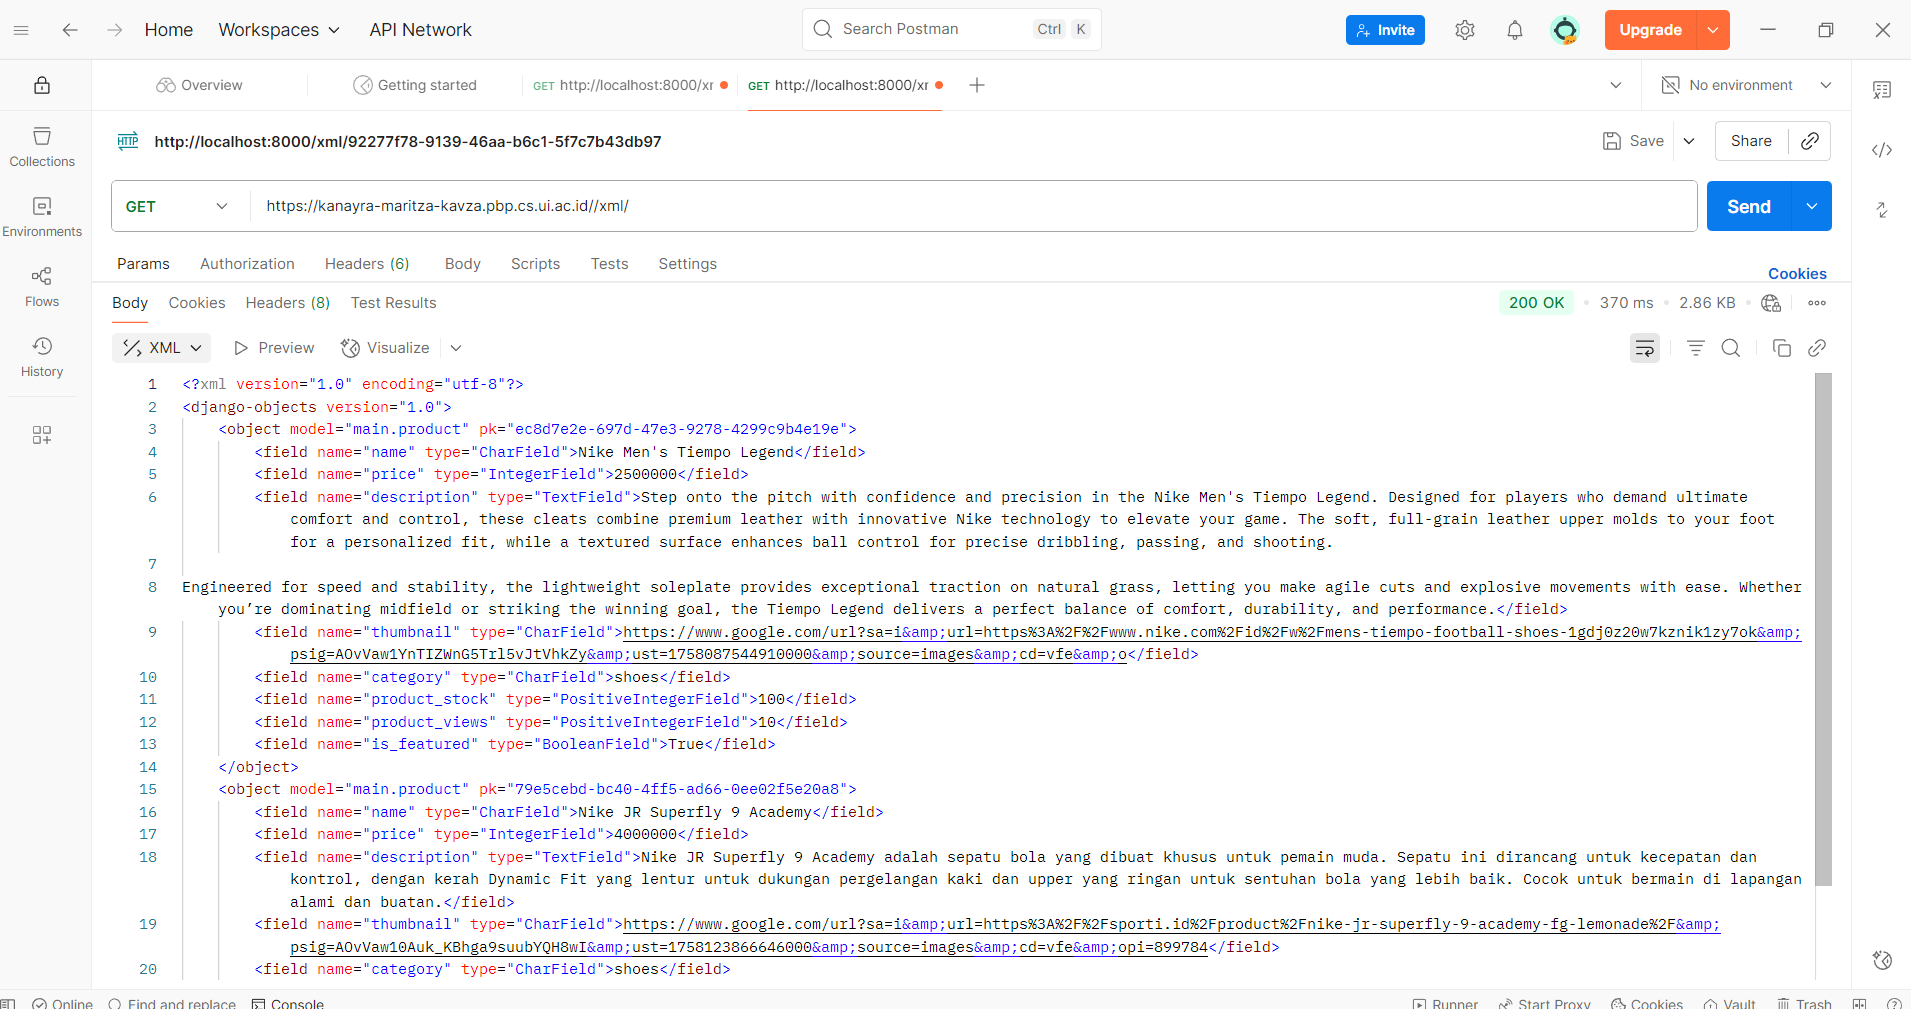 Home Workspaces API Network Search Postman Ctrl K Invite Upgrade
Overview Getting started GET http://localhost:8000/xr GET http://localhost:8000/xr No environment
HTTP http://localhost:8000/xml/92277f78-9139-46aa-b6c1-5f7c7b43db97 Save Share
GET https://kanayra-maritza-kavza.pbp.cs.ui.ac.id//xml/ Send
Params Authorization Headers (6) Body Scripts Tests Settings Cookies
Body Cookies Headers (8) Test Results 200 OK 370 ms 2.86 KB
XML Preview Visualize
Collections
Environments
Flows
History
1 <?xml version="1.0" encoding="utf-8"?>
2 <django-objects version="1.0">
3 <object model="main.product" pk="ec8d7e2e-697d-47e3-9278-4299c9b4e19e">
4 <field name="name" type="CharField">Nike Men's Tiempo Legend</field>
5 <field name="price" type="IntegerField">2500000</field>
6 <field name="description" type="TextField">Step onto the pitch with confidence and precision in the Nike Men's Tiempo Legend. Designed for players who demand ultimate
comfort and control, these cleats combine premium leather with innovative Nike technology to elevate your game. The soft, full-grain leather upper molds to your foot
for a personalized fit, while a textured surface enhances ball control for precise dribbling, passing, and shooting.
7
8 Engineered for speed and stability, the lightweight soleplate provides exceptional traction on natural grass, letting you make agile cuts and explosive movements with ease. Whether
you’re dominating midfield or striking the winning goal, the Tiempo Legend delivers a perfect balance of comfort, durability, and performance.</field>
9 <field name="thumbnail" type="CharField">https://www.google.com/url?sa=i&amp;url=https%3A%2F%2Fwww.nike.com%2Fid%2Fw%2Fmens-tiempo-football-shoes-1gdj0z20w7kznik1zy7ok&amp;
psig=AOvVaw1YnTIZWnG5Trl5vJtVhkZy&amp;ust=1758087544910000&amp;source=images&amp;cd=vfe&amp;o</field>
10 <field name="category" type="CharField">shoes</field>
11 <field name="product_stock" type="PositiveIntegerField">100</field>
12 <field name="product_views" type="PositiveIntegerField">10</field>
13 <field name="is_featured" type="BooleanField">True</field>
14 </object>
15 <object model="main.product" pk="79e5cebd-bc40-4ff5-ad66-0ee02f5e20a8">
16 <field name="name" type="CharField">Nike JR Superfly 9 Academy</field>
17 <field name="price" type="IntegerField">4000000</field>
18 <field name="description" type="TextField">Nike JR Superfly 9 Academy adalah sepatu bola yang dibuat khusus untuk pemain muda. Sepatu ini dirancang untuk kecepatan dan
kontrol, dengan kerah Dynamic Fit yang lentur untuk dukungan pergelangan kaki dan upper yang ringan untuk sentuhan bola yang lebih baik. Cocok untuk bermain di lapangan
alami dan buatan.</field>
19 <field name="thumbnail" type="CharField">https://www.google.com/url?sa=i&amp;url=https%3A%2F%2Fsporti.id%2Fproduct%2Fnike-jr-superfly-9-academy-fg-lemonade%2F&amp;
psig=AOvVaw10Auk_KBhga9suubYQH8wI&amp;ust=1758123866646000&amp;source=images&amp;cd=vfe&amp;opi=899784</field>
20 <field name="category" type="CharField">shoes</field>
Online Find and replace Console Runner Start Proxy Cookies Vault Trash